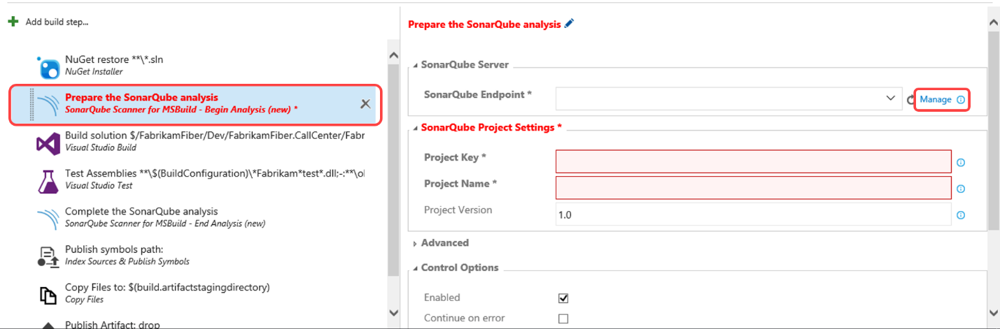 Add build step...
NuGet restore **\*.sln
NuGet Installer
Prepare the SonarQube analysis
SonarQube Scanner for MSBuild - Begin Analysis (new) *
Build solution $/FabrikamFiber/Dev/FabrikamFiber.CallCenter/Fabr
Visual Studio Build
Test Assemblies **\$(BuildConfiguration)\*Fabrikam*test*.dll;-:**\ol
Visual Studio Test
Complete the SonarQube analysis
SonarQube Scanner for MSBuild - End Analysis (new)
Publish symbols path:
Index Sources & Publish Symbols
Copy Files to: $(build.artifactstagingdirectory)
Copy Files
Publish Artifact: drop
Prepare the SonarQube analysis
SonarQube Server
SonarQube Endpoint *
Manage
SonarQube Project Settings *
Project Key *
Project Name *
Project Version
1.0
Advanced
Control Options
Enabled
Continue on error